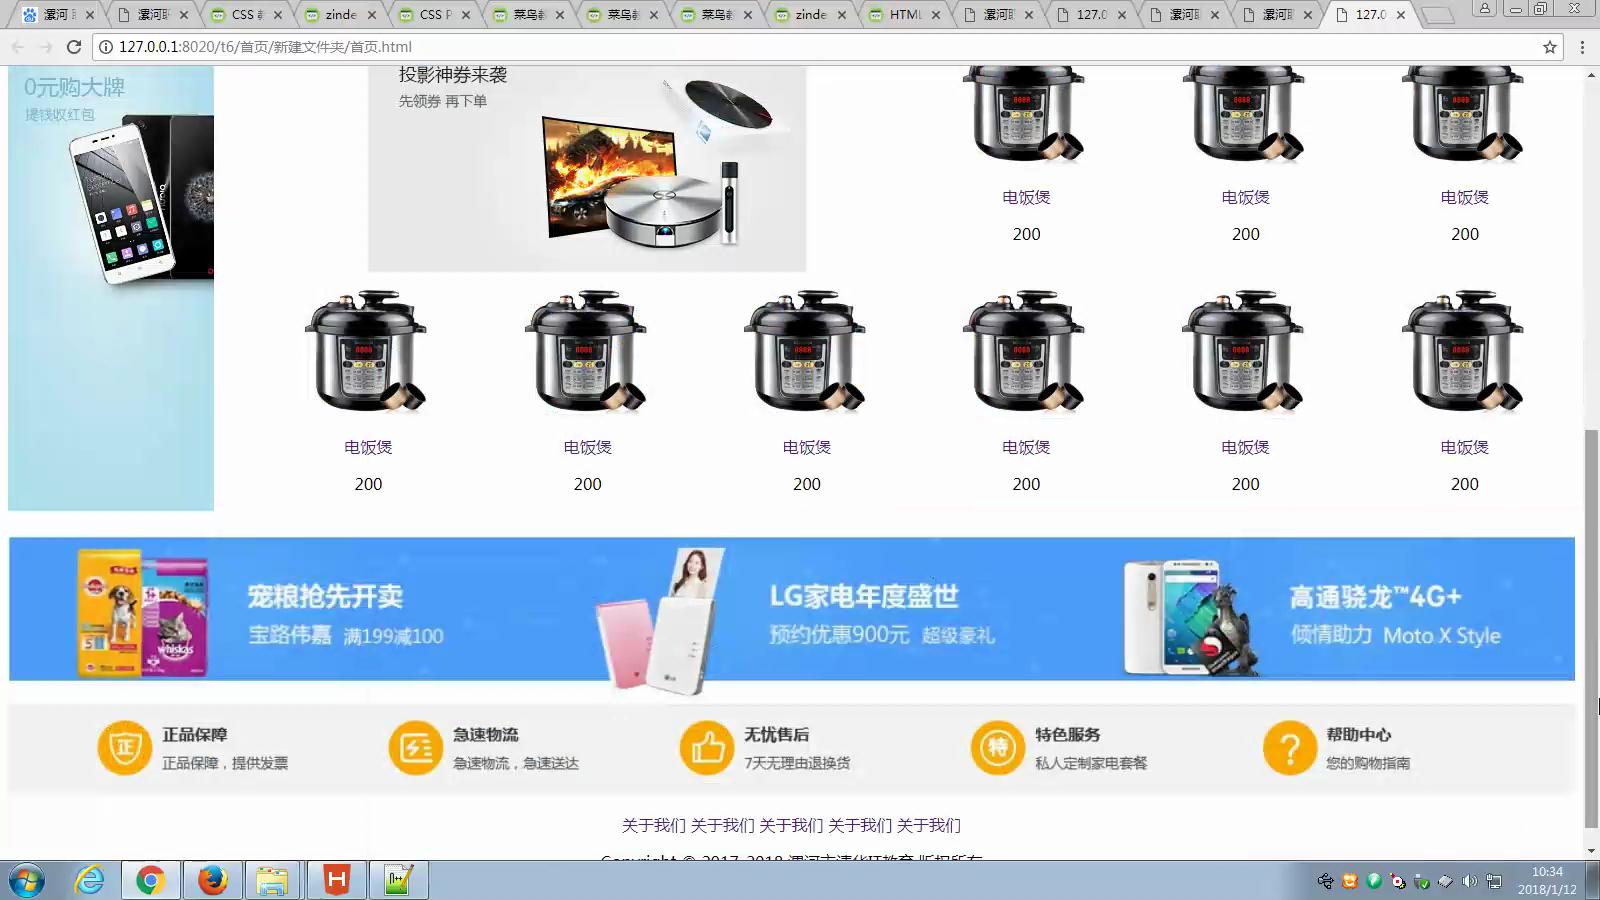 漯河
漯河职
CSS 教
zinde
CSS P
菜鸟教
菜鸟教
菜鸟教
zinde
HTML
漯河职
127.0
漯河职
漯河职
127.0
127.0.0.1:8020/t6/首页/新建文件夹/首页.html
0元购大牌
提钱收红包
投影神券来袭
先领券 再下单
电饭煲 电饭煲 电饭煲
200 200 200
电饭煲 电饭煲 电饭煲 电饭煲 电饭煲 电饭煲
200 200 200 200 200 200
宠粮抢先开卖
宝路伟嘉 满199减100
whiskas
LG家电年度盛世
预约优惠900元 超级豪礼
高通骁龙™4G+
倾情助力 Moto X Style
正
正品保障
正品保障，提供发票
急速物流
急速物流，急速送达
无忧售后
7天无理由退换货
特
特色服务
私人定制家电套餐
?
帮助中心
您的购物指南
关于我们 关于我们 关于我们 关于我们 关于我们
10:34
2018/1/12